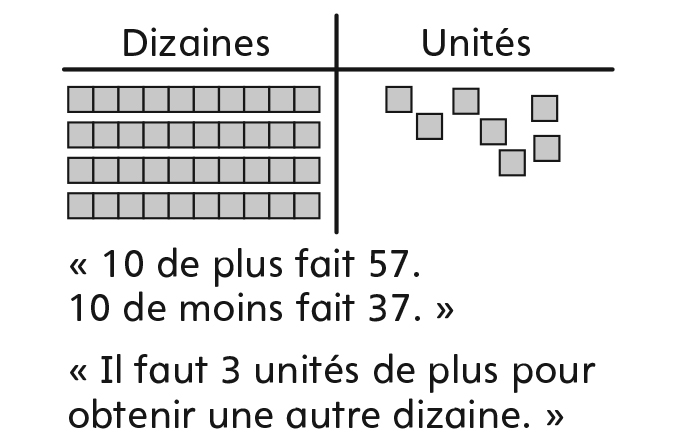 Dizaines Unités
« 10 de plus fait 57.
10 de moins fait 37. »
« Il faut 3 unités de plus pour
obtenir une autre dizaine. »